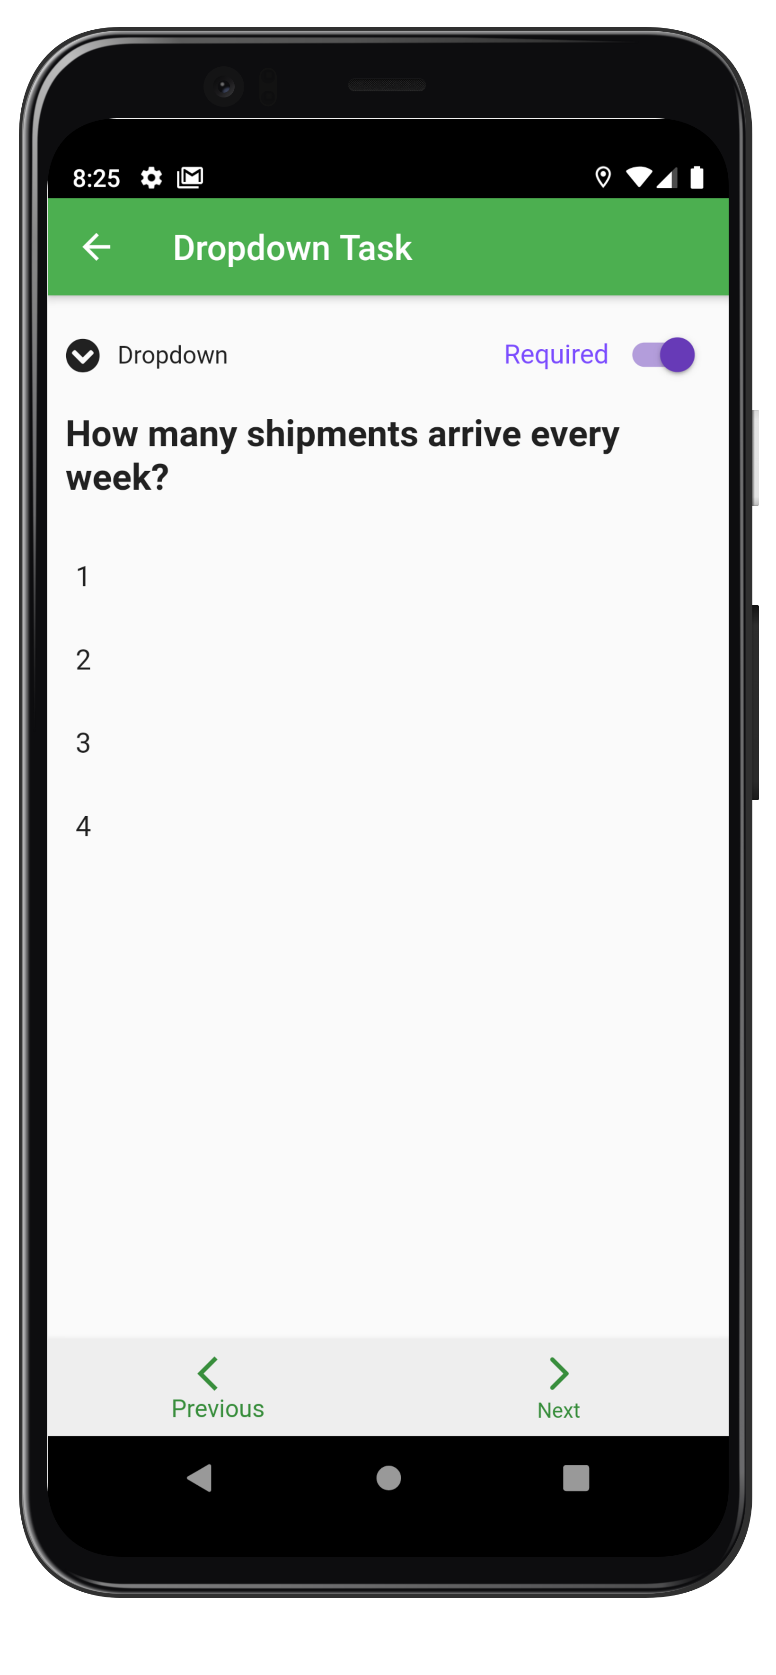 8:25
Dropdown Task
Dropdown
Required
How many shipments arrive every
week?
1
2
3
4
Previous
Next